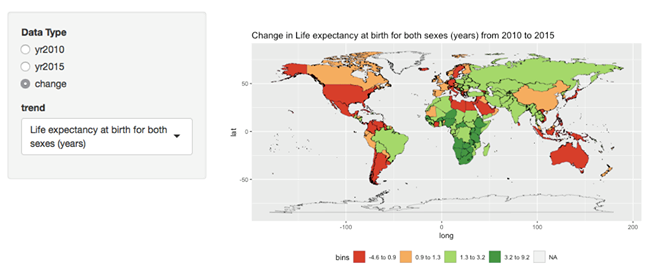 Data Type
yr2010
yr2015
change
trend
Life expectancy at birth for both
sexes (years)
Change in Life expectancy at birth for both sexes (years) from 2010 to 2015
lat
50
0
-50
-100
0
100
200
long
bins
-4.6 to 0.9
0.9 to 1.3
1.3 to 3.2
3.2 to 9.2
NA